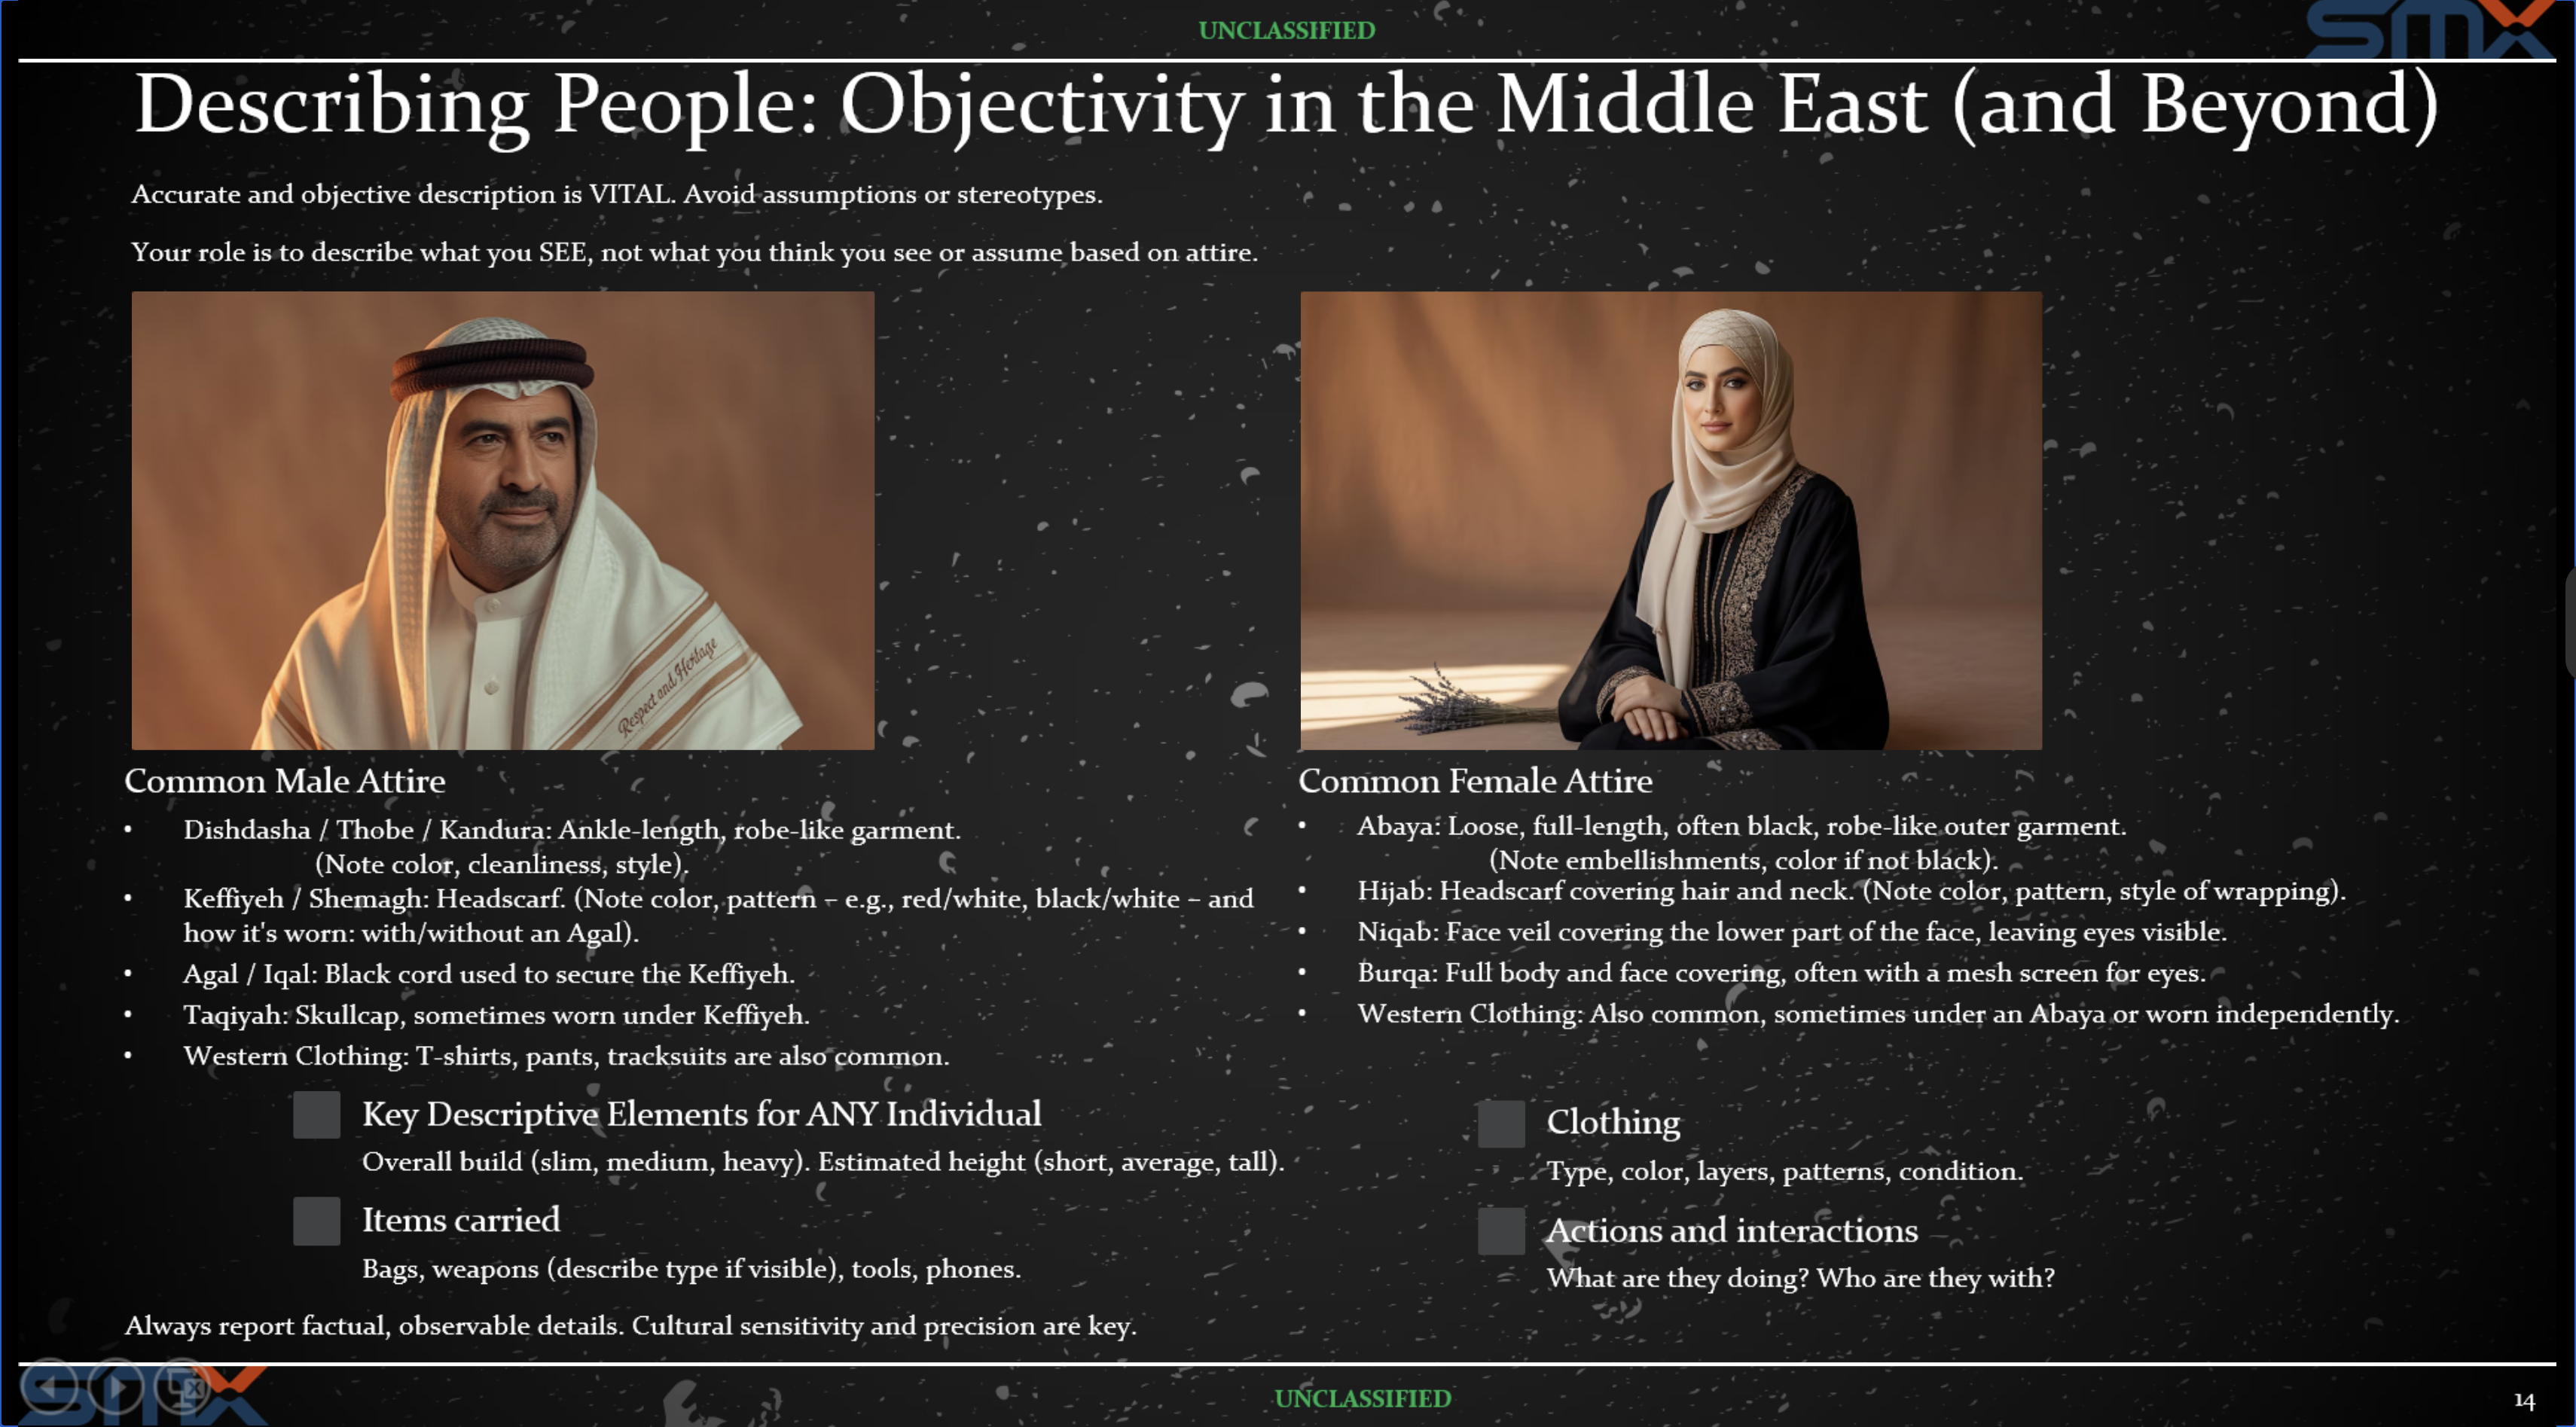 UNCLASSIFIED
SMX
Describing People: Objectivity in the Middle East (and Beyond)
Accurate and objective description is VITAL. Avoid assumptions or stereotypes.
Your role is to describe what you SEE, not what you think you see or assume based on attire.
Respect and Heritage
Common Male Attire
• Dishdasha / Thobe / Kandura: Ankle-length, robe-like garment.
(Note color, cleanliness, style).
• Keffiyeh / Shemagh: Headscarf. (Note color, pattern – e.g., red/white, black/white – and
how it's worn: with/without an Agal).
• Agal / Iqal: Black cord used to secure the Keffiyeh.
• Taqiyah: Skullcap, sometimes worn under Keffiyeh.
• Western Clothing: T-shirts, pants, tracksuits are also common.
Common Female Attire
• Abaya: Loose, full-length, often black, robe-like outer garment.
(Note embellishments, color if not black).
• Hijab: Headscarf covering hair and neck. (Note color, pattern, style of wrapping).
• Niqab: Face veil covering the lower part of the face, leaving eyes visible.
• Burqa: Full body and face covering, often with a mesh screen for eyes.
• Western Clothing: Also common, sometimes under an Abaya or worn independently.
Key Descriptive Elements for ANY Individual
Overall build (slim, medium, heavy). Estimated height (short, average, tall).
Items carried
Bags, weapons (describe type if visible), tools, phones.
Clothing
Type, color, layers, patterns, condition.
Actions and interactions
What are they doing? Who are they with?
Always report factual, observable details. Cultural sensitivity and precision are key.
SMX
UNCLASSIFIED
14